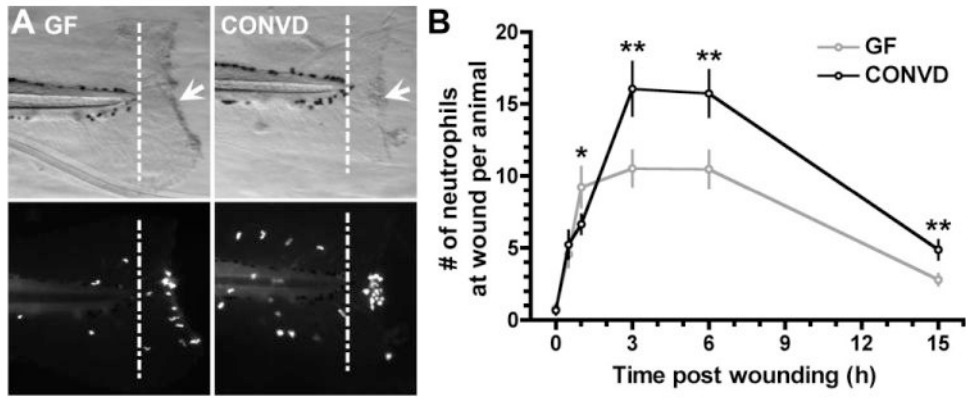 A GF
CONVD
B
# of neutrophils
at wound per animal
20
15
10
5
0
*
**
**
**
GF
CONVD
0 3 6 9 12 15
Time post wounding (h)